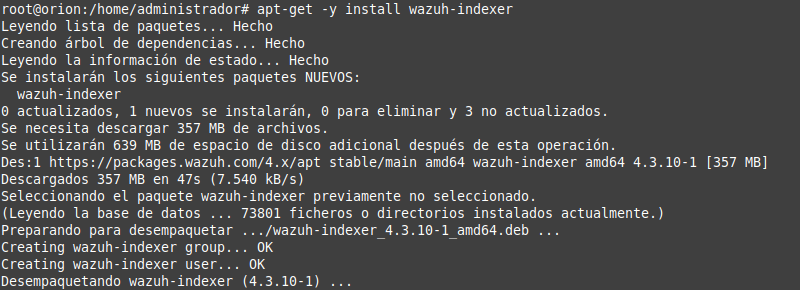 root@orion:/home/administrador# apt-get -y install wazuh-indexer
Leyendo lista de paquetes... Hecho
Creando árbol de dependencias... Hecho
Leyendo la información de estado... Hecho
Se instalarán los siguientes paquetes NUEVOS:
  wazuh-indexer
0 actualizados, 1 nuevos se instalarán, 0 para eliminar y 3 no actualizados.
Se necesita descargar 357 MB de archivos.
Se utilizarán 639 MB de espacio de disco adicional después de esta operación.
Des:1 https://packages.wazuh.com/4.x/apt stable/main amd64 wazuh-indexer amd64 4.3.10-1 [357 MB]
Descargados 357 MB en 47s (7.540 kB/s)
Seleccionando el paquete wazuh-indexer previamente no seleccionado.
(Leyendo la base de datos ... 73801 ficheros o directorios instalados actualmente.)
Preparando para desempaquetar .../wazuh-indexer_4.3.10-1_amd64.deb ...
Creating wazuh-indexer group... OK
Creating wazuh-indexer user... OK
Desempaquetando wazuh-indexer (4.3.10-1) ...